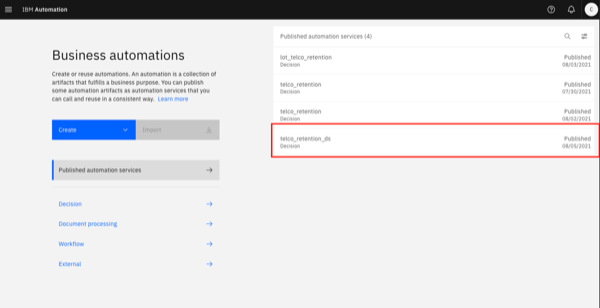 IBM Automation
C
Business automations
Create or reuse automations. An automation is a collection of
artifacts that fulfills a business purpose. You can publish
some automation artifacts as automation services that you
can call and reuse in a consistent way. Learn more
Create
Import
Published automation services
Decision
Document processing
Workflow
External
Published automation services (4)
lot_telco_retention
Decision
Published
08/03/2021
telco_retention
Decision
Published
07/30/2021
telco_retention
Decision
Published
08/02/2021
telco_retention_ds
Decision
Published
08/05/2021